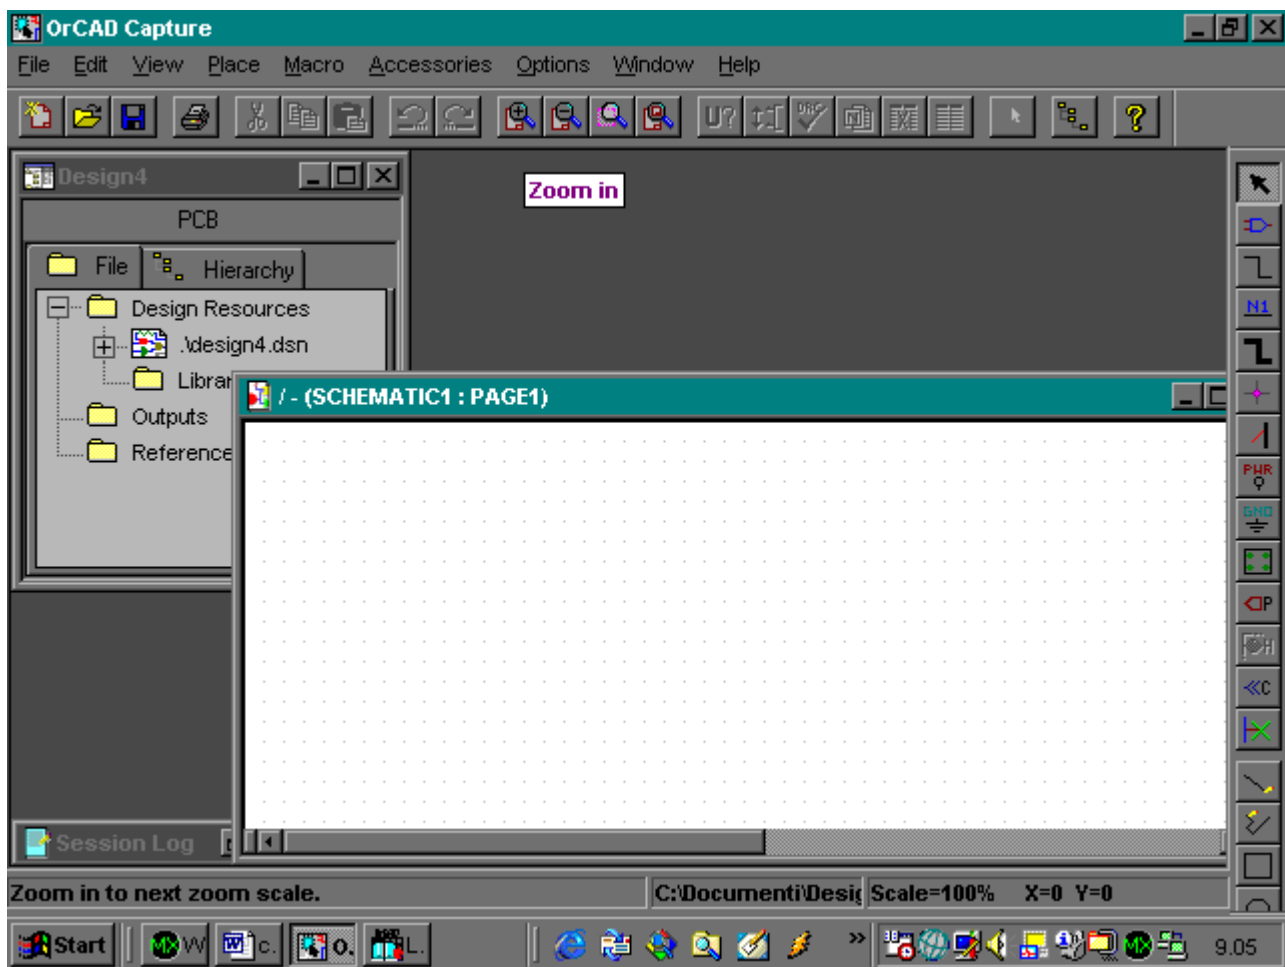 OrCAD Capture
File Edit View Place Macro Accessories Options Window Help
U?
Design4
Zoom in
PCB
File Hierarchy
Design Resources
.\design4.dsn
Librar
Outputs
Reference
/ - (SCHEMATIC1 : PAGE1)
N1
PWR
GND
P
H
C
Session Log
Zoom in to next zoom scale. C:\Documenti\Desig Scale=100% X=0 Y=0
Start W c. O. L. » 9.05